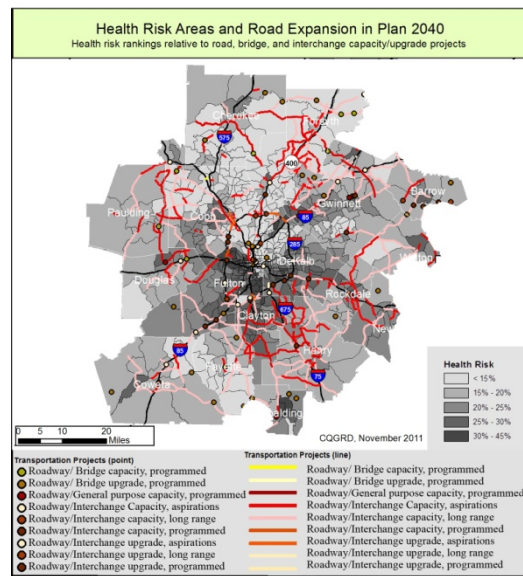 Health Risk Areas and Road Expansion in Plan 2040
Health risk rankings relative to road, bridge, and interchange capacity/upgrade projects
Cherokee
Forsyth
575
400
Barrow
Gwinnett
Paulding
Cobb
85
285
Walton
DeKalb
Douglas
Fulton
Rockdale
Clayton
675
New
85
Fayette
Henry
Coweta
75
Spalding
Health Risk
< 15%
15% - 20%
20% - 25%
25% - 30%
30% - 45%
0 10 20
Miles
CQGRD, November 2011
Transportation Projects (point)
Roadway/ Bridge capacity, programmed
Roadway/ Bridge upgrade, programmed
Roadway/General purpose capacity, programmed
Roadway/Interchange Capacity, aspirations
Roadway/Interchange capacity, long range
Roadway/Interchange capacity, programmed
Roadway/Interchange upgrade, aspirations
Roadway/Interchange upgrade, long range
Roadway/Interchange upgrade, programmed
Transportation Projects (line)
Roadway/ Bridge capacity, programmed
Roadway/ Bridge upgrade, programmed
Roadway/General purpose capacity, programmed
Roadway/Interchange Capacity, aspirations
Roadway/Interchange capacity, long range
Roadway/Interchange capacity, programmed
Roadway/Interchange upgrade, aspirations
Roadway/Interchange upgrade, long range
Roadway/Interchange upgrade, programmed